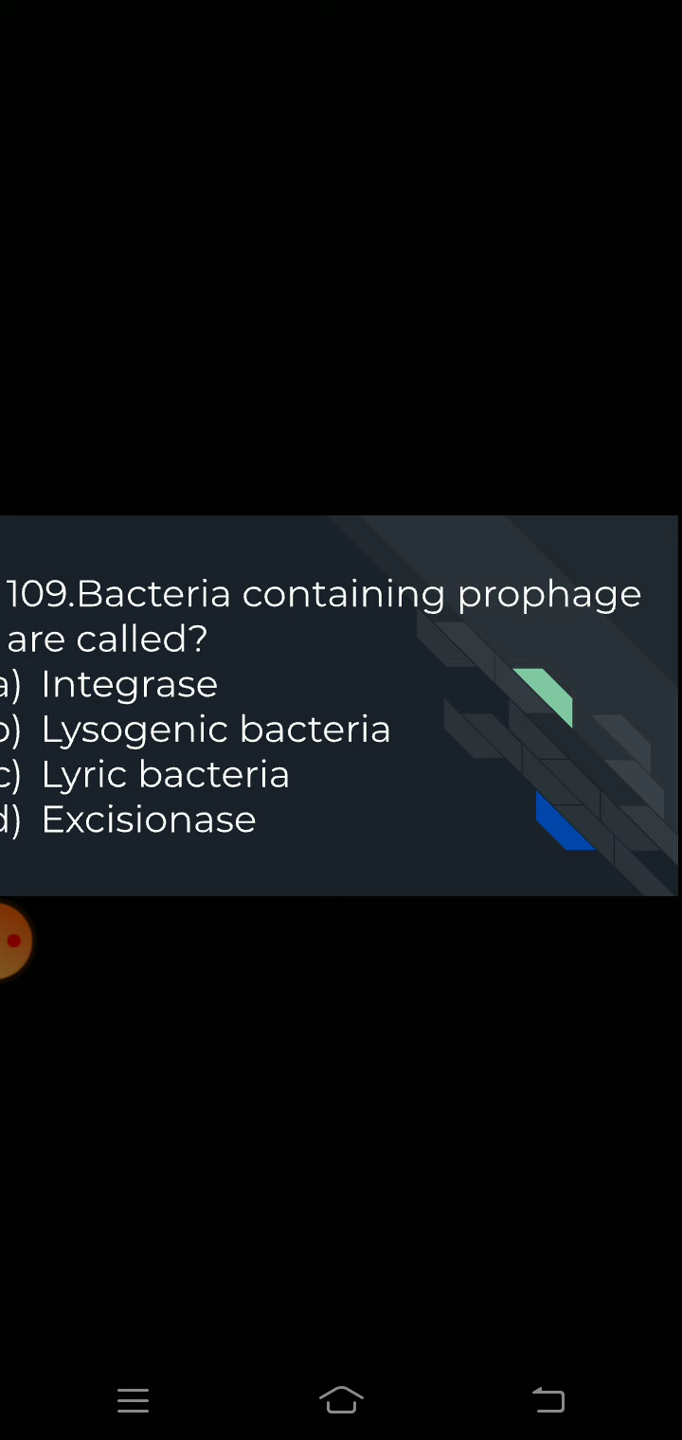 109.Bacteria containing prophage
are called?
a) Integrase
b) Lysogenic bacteria
c) Lyric bacteria
d) Excisionase